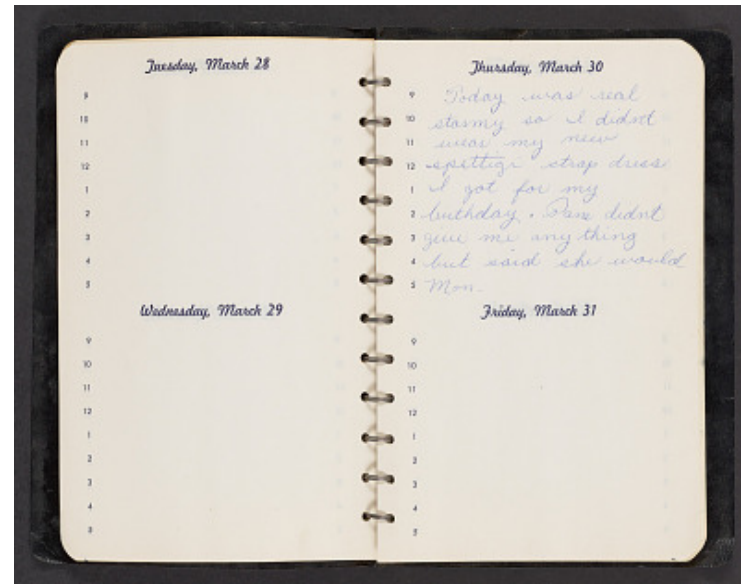 Tuesday, March 28
9
10
11
12
1
2
3
4
5
Wednesday, March 29
9
10
11
12
1
2
3
4
5
Thursday, March 30
9 Today was real
10 stormy so I didn't
11 wear my new
12 spettigi strap dress
1 I got for my
2 birthday. Pam didnt
3 give me any thing
4 but said she would
5 Mon.
Friday, March 31
9
10
11
12
1
2
3
4
5